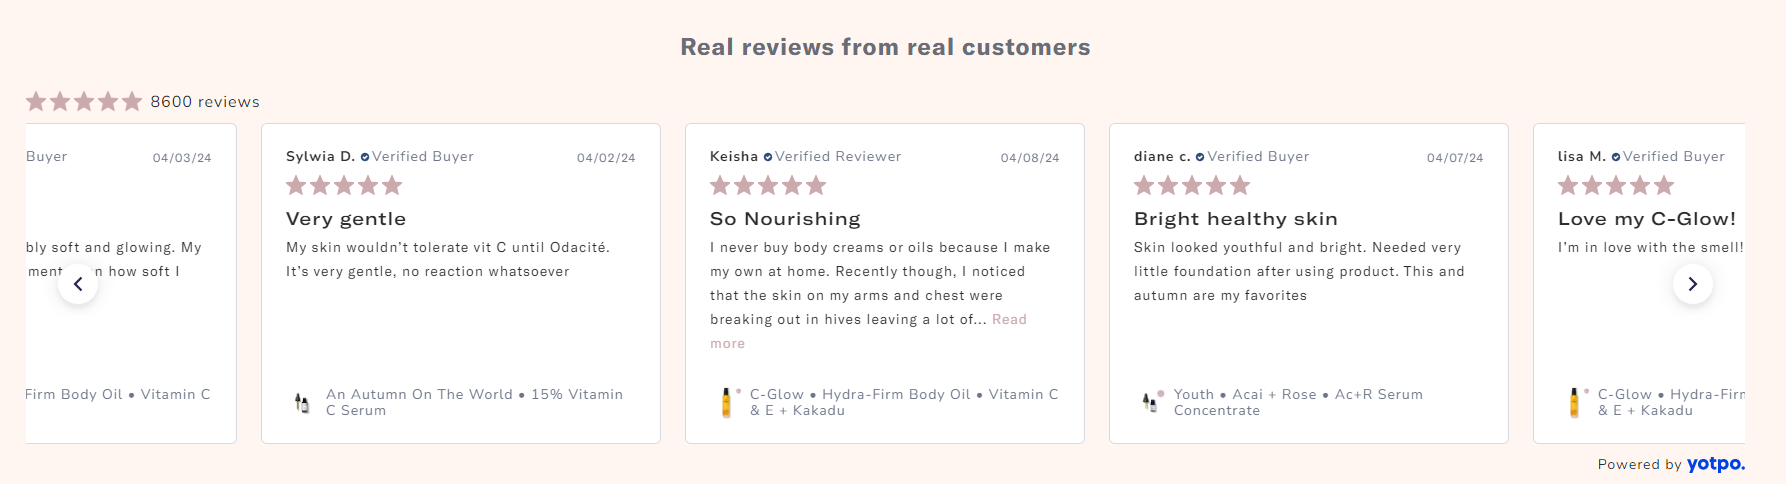 Real reviews from real customers
8600 reviews
Buyer 04/03/24
bly soft and glowing. My
n how soft I
Firm Body Oil • Vitamin C
Sylwia D. Verified Buyer 04/02/24
Very gentle
My skin wouldn't tolerate vit C until Odacité.
It's very gentle, no reaction whatsoever
An Autumn On The World • 15% Vitamin
C Serum
Keisha Verified Reviewer 04/08/24
So Nourishing
I never buy body creams or oils because I make
my own at home. Recently though, I noticed
that the skin on my arms and chest were
breaking out in hives leaving a lot of... Read
more
C-Glow • Hydra-Firm Body Oil • Vitamin C
& E + Kakadu
diane c. Verified Buyer 04/07/24
Bright healthy skin
Skin looked youthful and bright. Needed very
little foundation after using product. This and
autumn are my favorites
Youth • Acai + Rose • Ac+R Serum
Concentrate
lisa M. Verified Buyer
Love my C-Glow!
I'm in love with the smell!
C-Glow • Hydra-Firm
& E + Kakadu
Powered by yotpo.